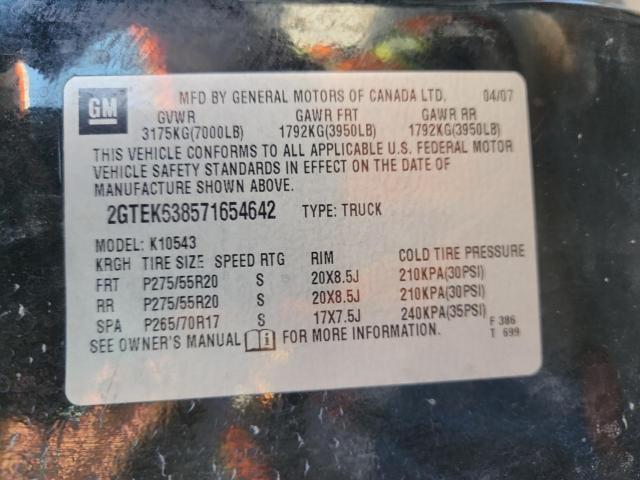 GM
MFD BY GENERAL MOTORS OF CANADA LTD. 04/07
GVWR GAWR FRT GAWR RR
3175KG(7000LB) 1792KG(3950LB) 1792KG(3950LB)
THIS VEHICLE CONFORMS TO ALL APPLICABLE U.S. FEDERAL MOTOR
VEHICLE SAFETY STANDARDS IN EFFECT ON THE DATE OF
MANUFACTURE SHOWN ABOVE.
2GTEK638571654642 TYPE: TRUCK
MODEL: K10543
KRGH TIRE SIZE SPEED RTG RIM COLD TIRE PRESSURE
FRT P275/55R20 S 20X8.5J 210KPA(30PSI)
RR P275/55R20 S 20X8.5J 210KPA(30PSI)
SPA P265/70R17 S 17X7.5J 240KPA(35PSI)
F 386
SEE OWNER'S MANUAL i FOR MORE INFORMATION. T 699